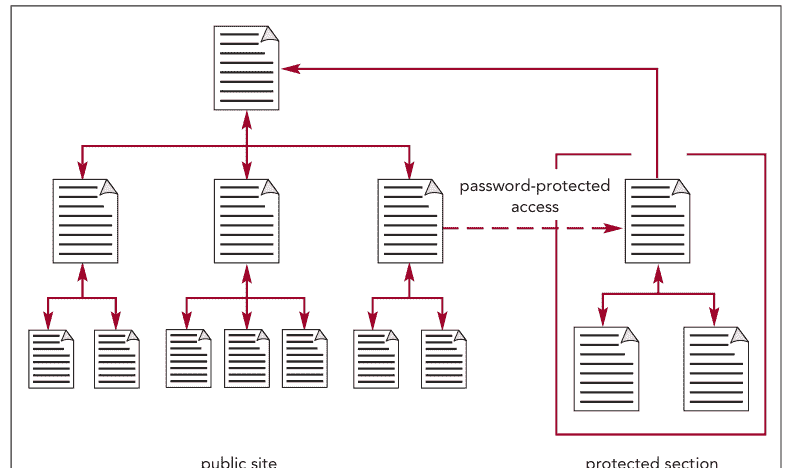 password-protected
access
public site
protected section